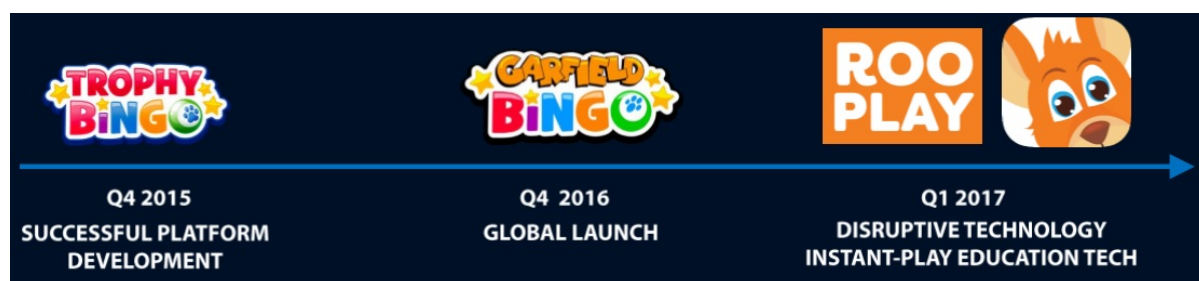 TROPHY
BiNGO
GARFiELD
BiNGO
ROO
PLAY
Q4 2015
SUCCESSFUL PLATFORM
DEVELOPMENT
Q4 2016
GLOBAL LAUNCH
Q1 2017
DISRUPTIVE TECHNOLOGY
INSTANT-PLAY EDUCATION TECH